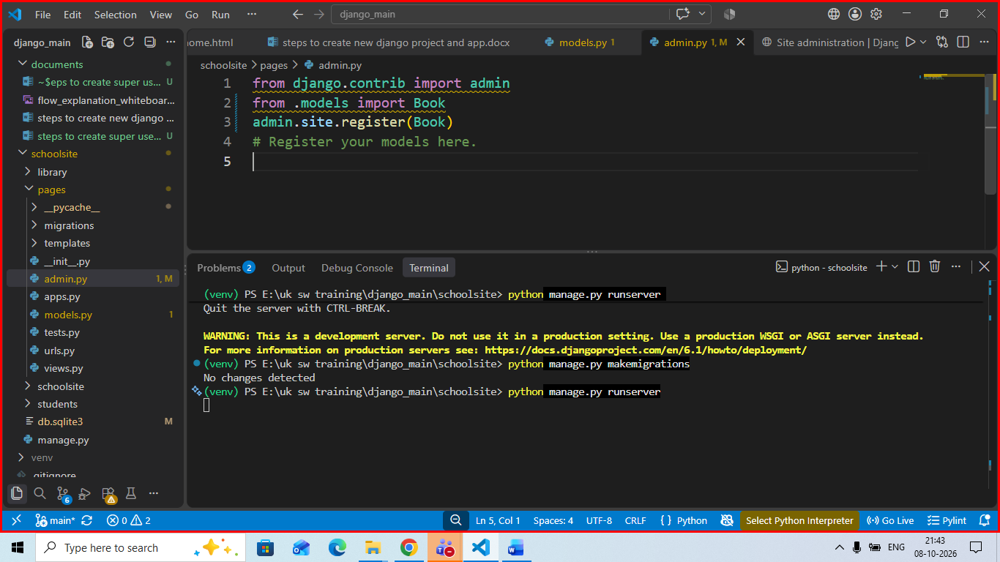 File Edit Selection View Go Run ··· django_main
django_main
ome.html steps to create new django project and app.docx models.py 1 admin.py 1, M Site administration | Djang
schoolsite > pages > admin.py
documents
~$eps to create super us... U
flow_explanation_whiteboar...
steps to create new django ...
steps to create super use... U
schoolsite
library
pages
__pycache__
migrations
templates
__init__.py
admin.py 1, M
apps.py
models.py 1
tests.py
urls.py
views.py
schoolsite
students
db.sqlite3 M
manage.py
venv
.gitignore
1 from django.contrib import admin
2 from .models import Book
3 admin.site.register(Book)
4 # Register your models here.
5
Problems 2 Output Debug Console Terminal python - schoolsite
(venv) PS E:\uk sw training\django_main\schoolsite> python manage.py runserver
Quit the server with CTRL-BREAK.
WARNING: This is a development server. Do not use it in a production setting. Use a production WSGI or ASGI server instead.
For more information on production servers see: https://docs.djangoproject.com/en/6.1/howto/deployment/
(venv) PS E:\uk sw training\django_main\schoolsite> python manage.py makemigrations
No changes detected
(venv) PS E:\uk sw training\django_main\schoolsite> python manage.py runserver
6
main* 0 2 Ln 5, Col 1 Spaces: 4 UTF-8 CRLF { } Python Select Python Interpreter Go Live Pylint
Type here to search ENG 21:43
08-10-2026